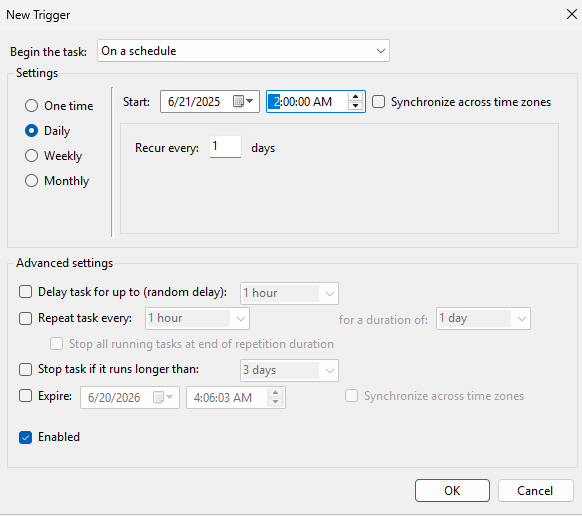 New Trigger
Begin the task: On a schedule
Settings
One time
Start: 6/21/2025 2:00:00 AM Synchronize across time zones
Daily
Recur every: 1 days
Weekly
Monthly
Advanced settings
Delay task for up to (random delay): 1 hour
Repeat task every: 1 hour for a duration of: 1 day
Stop all running tasks at end of repetition duration
Stop task if it runs longer than: 3 days
Expire: 6/20/2026 4:06:03 AM Synchronize across time zones
Enabled
OK Cancel